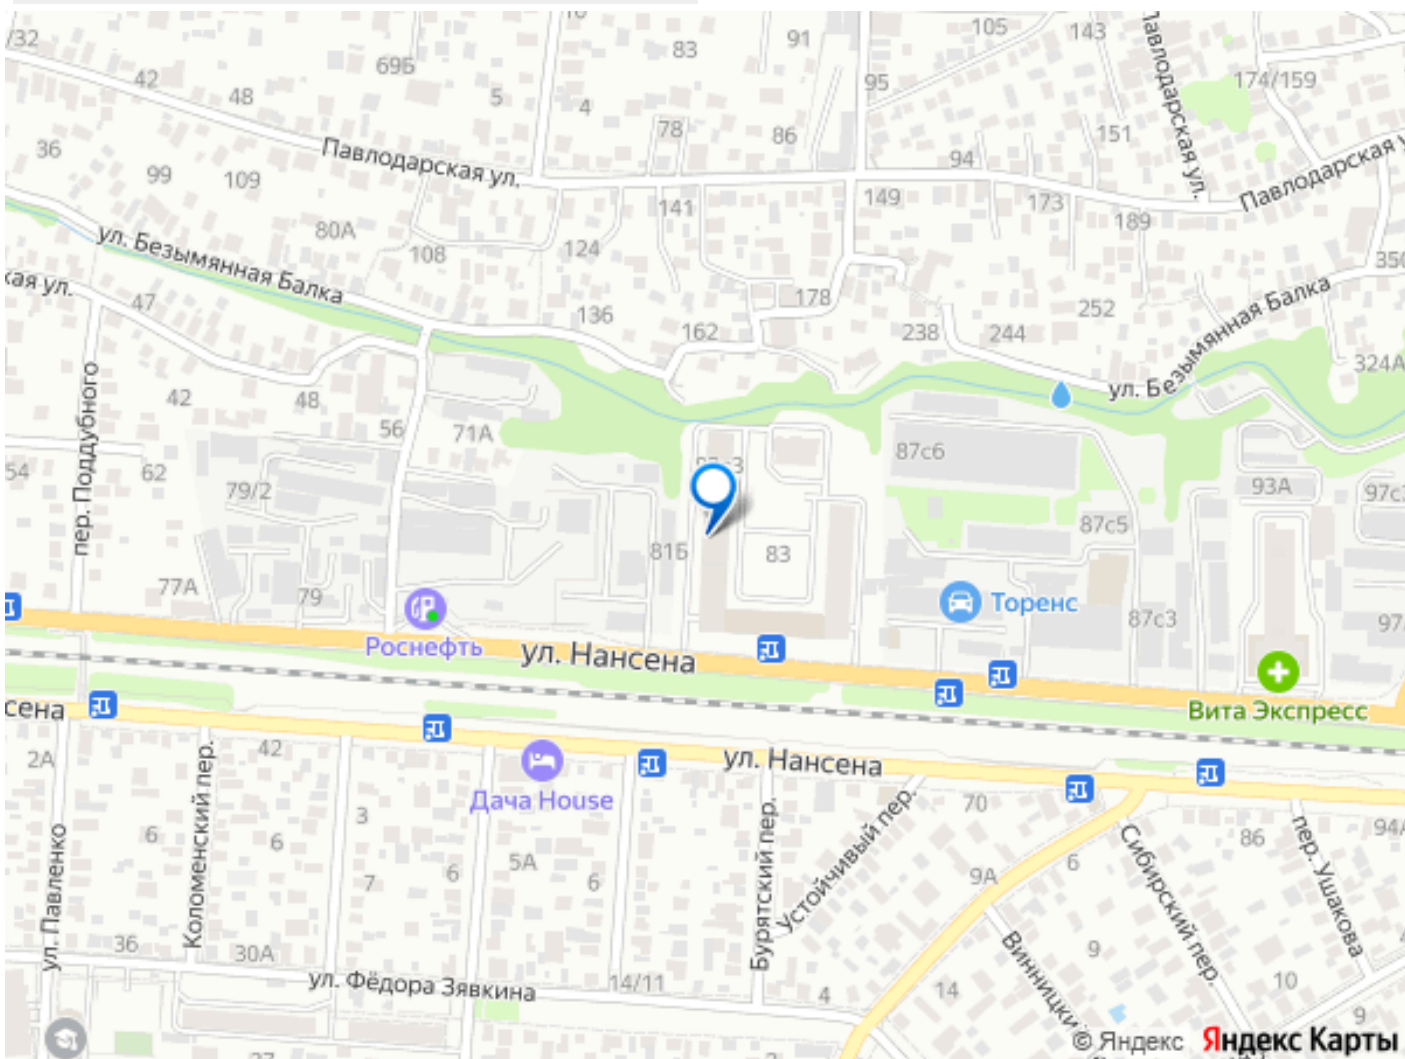 105
143
Павлодарская ул.
91
83
/32
69Б
174/159
42
95
48
5
4
78
86
151
Павлодарская ул.
36
94
99
109
149
173
Павлодарская у
141
189
80А
124
108
ул. Безымянная Балка
350
кая ул.
47
178
252
136
162
238
244
ул. Безымянная Балка
324А
пер. Поддубного
42
48
56
71А
87с6
54
62
79/2
93А
97с
87с5
81Б
83
77А
79
Торенс
87с3
97
Роснефть
ул. Нансена
Вита Экспресс
сена
2А
42
ул. Нансена
Дача House
70
Коломенский пер.
3
6
6
86
94А
5А
Бурятский пер.
Устойчивый пер.
6
Сибирский пер.
пер. Ушакова
7
6
6
9А
ул. Павленко
36
30А
Винницки
9
10
ул. Фёдора Зявкина
14/11
4
14
9
© Яндекс Яндекс Карты